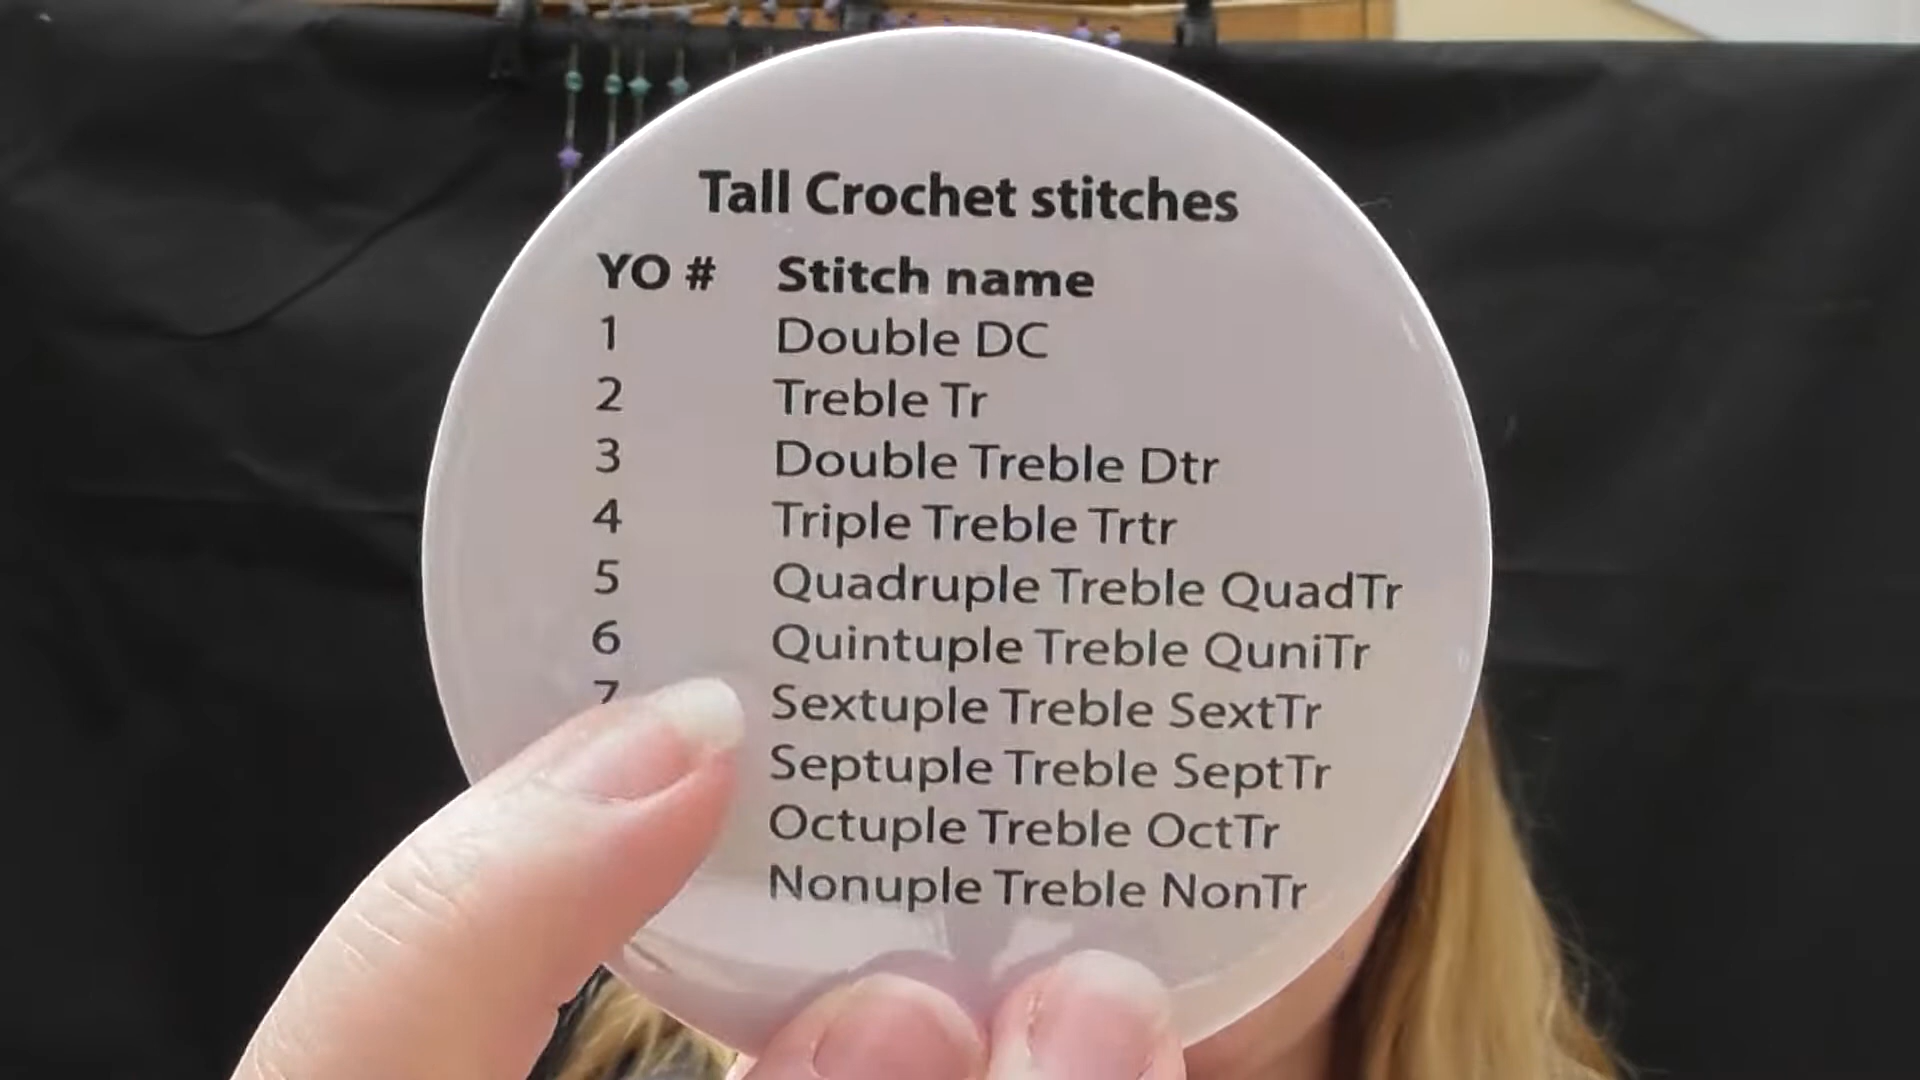 Tall Crochet stitches
YO # Stitch name
1 Double DC
2 Treble Tr
3 Double Treble Dtr
4 Triple Treble Trtr
5 Quadruple Treble QuadTr
6 Quintuple Treble QuniTr
7 Sextuple Treble SextTr
Septuple Treble SeptTr
Octuple Treble OctTr
Nonuple Treble NonTr